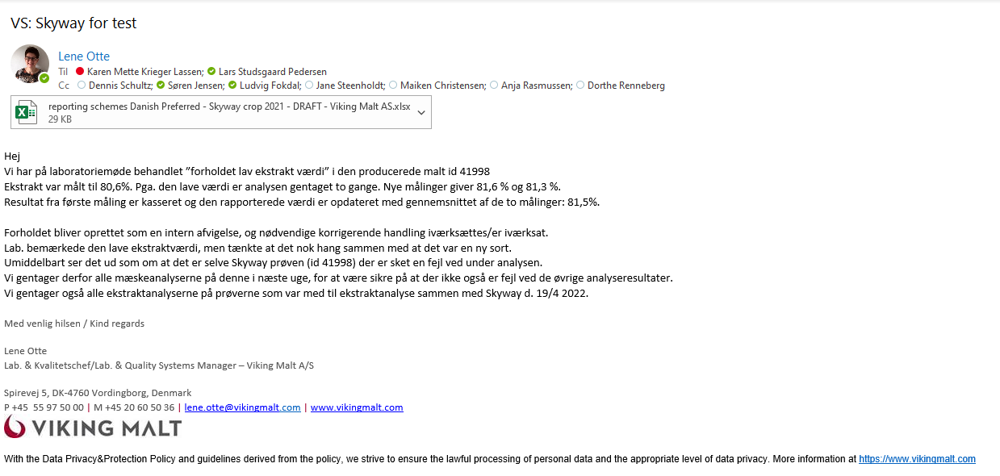 VS: Skyway for test
Lene Otte
Til Karen Mette Krieger Lassen; Lars Studsgaard Pedersen
Cc Dennis Schultz; Søren Jensen; Ludvig Fokdal; Jane Steenholdt; Maiken Christensen; Anja Rasmussen; Dorthe Renneberg
reporting schemes Danish Preferred - Skyway crop 2021 - DRAFT - Viking Malt AS.xlsx
29 KB
Hej
Vi har på laboratoriemøde behandlet ”forholdet lav ekstrakt værdi” i den producerede malt id 41998
Ekstrakt var målt til 80,6%. Pga. den lave værdi er analysen gentaget to gange. Nye målinger giver 81,6 % og 81,3 %.
Resultat fra første måling er kasseret og den rapporterede værdi er opdateret med gennemsnittet af de to målinger: 81,5%.
Forholdet bliver oprettet som en intern afvigelse, og nødvendige korrigerende handling iværksættes/er iværksat.
Lab. bemærkede den lave ekstraktværdi, men tænkte at det nok hang sammen med at det var en ny sort.
Umiddelbart ser det ud som om at det er selve Skyway prøven (id 41998) der er sket en fejl ved under analysen.
Vi gentager derfor alle mæskeanalyserne på denne i næste uge, for at være sikre på at der ikke også er fejl ved de øvrige analyseresultater.
Vi gentager også alle ekstraktanalyserne på prøverne som var med til ekstraktanalyse sammen med Skyway d. 19/4 2022.
Med venlig hilsen / Kind regards
Lene Otte
Lab. & Kvalitetschef/Lab. & Quality Systems Manager – Viking Malt A/S
Spirevej 5, DK-4760 Vordingborg, Denmark
P +45 55 97 50 00 | M +45 20 60 50 36 | lene.otte@vikingmalt.com | www.vikingmalt.com
VIKING MALT
With the Data Privacy&Protection Policy and guidelines derived from the policy, we strive to ensure the lawful processing of personal data and the appropriate level of data privacy. More information at https://www.vikingmalt.com